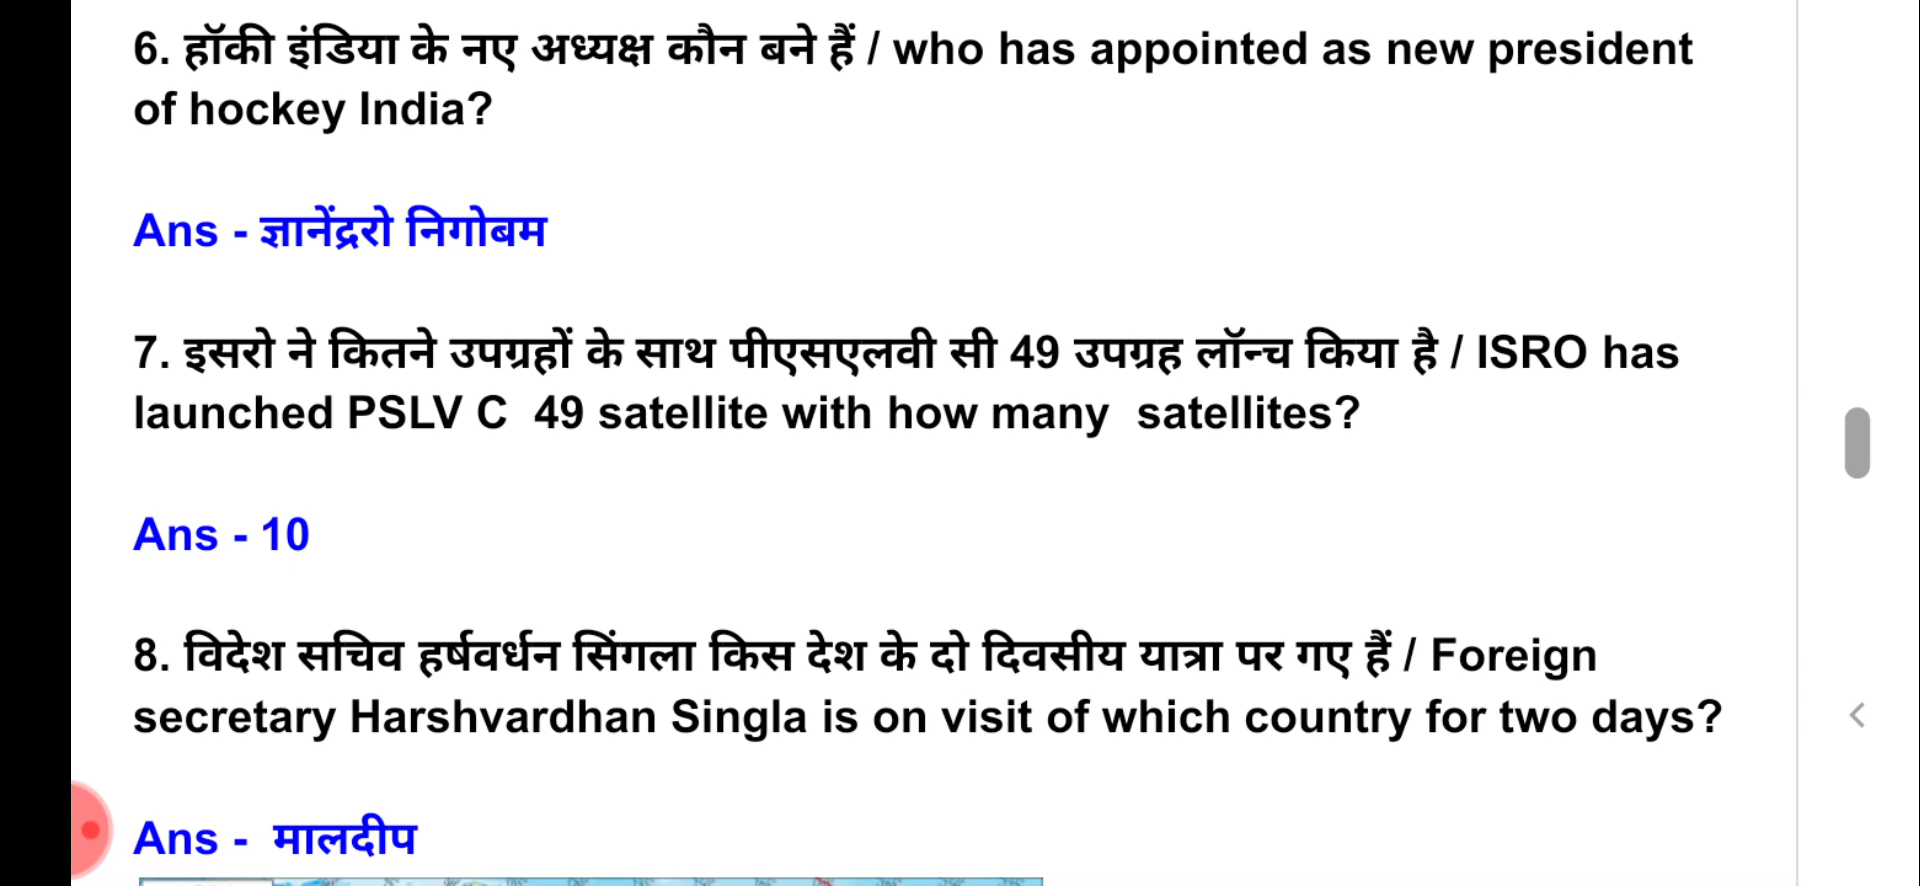 6. हॉकी इंडिया के नए अध्यक्ष कौन बने हैं / who has appointed as new president
of hockey India?
Ans - ज्ञानेंद्ररो निगोबम
7. इसरो ने कितने उपग्रहों के साथ पीएसएलवी सी 49 उपग्रह लॉन्च किया है / ISRO has
launched PSLV C  49 satellite with how many  satellites?
Ans - 10
8. विदेश सचिव हर्षवर्धन सिंगला किस देश के दो दिवसीय यात्रा पर गए हैं / Foreign
secretary Harshvardhan Singla is on visit of which country for two days?
Ans -  मालदीप